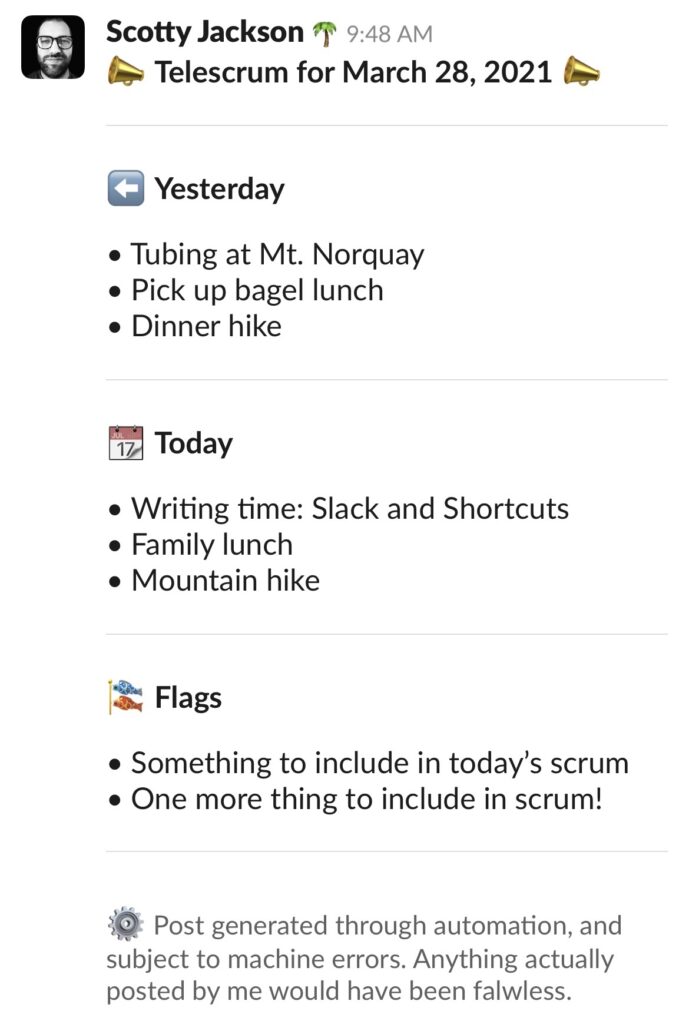 Scotty Jackson 🌴 9:48 AM
📣 Telescrum for March 28, 2021 📣
⬅️ Yesterday
• Tubing at Mt. Norquay
• Pick up bagel lunch
• Dinner hike
📅 Today
• Writing time: Slack and Shortcuts
• Family lunch
• Mountain hike
🎏 Flags
• Something to include in today’s scrum
• One more thing to include in scrum!
⚙️ Post generated through automation, and
subject to machine errors. Anything actually
posted by me would have been falwless.